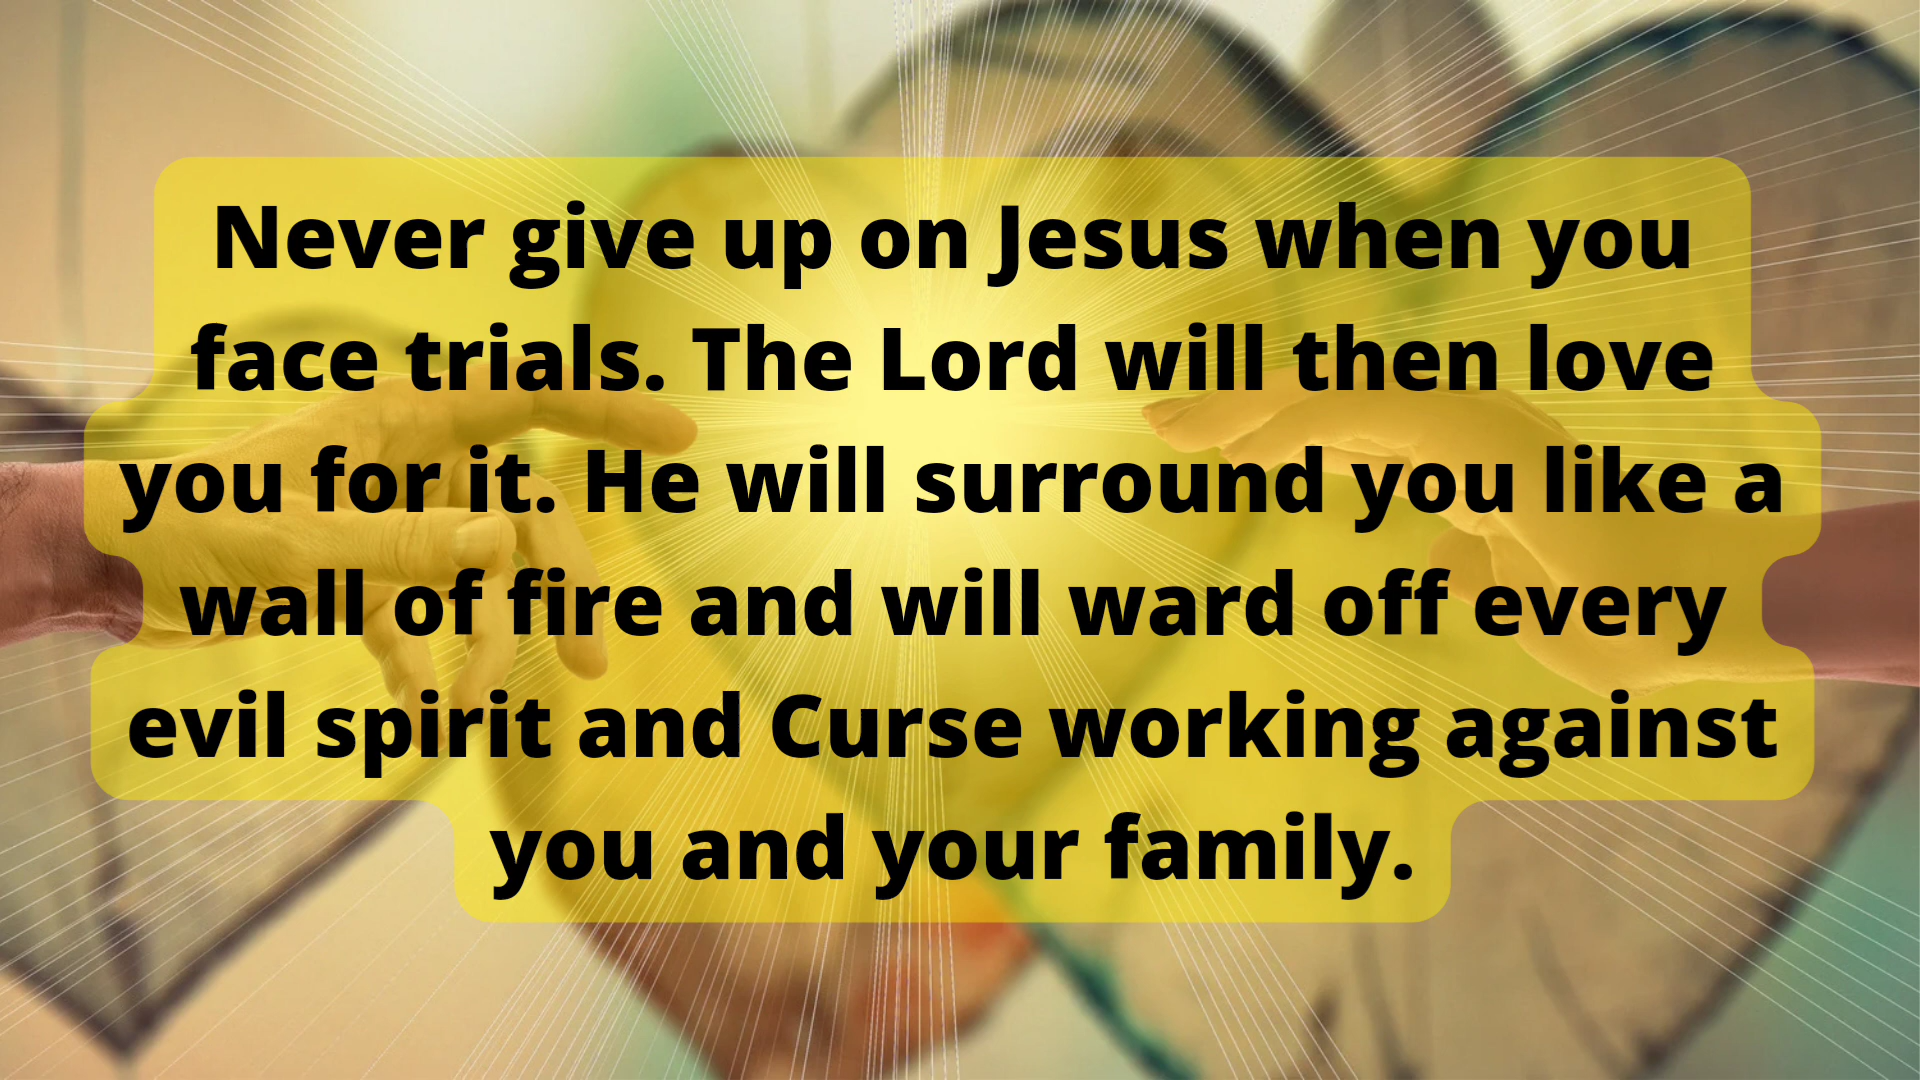 Never give up on Jesus when you
face trials. The Lord will then love
you for it. He will surround you like a
wall of fire and will ward off every
evil spirit and Curse working against
you and your family.